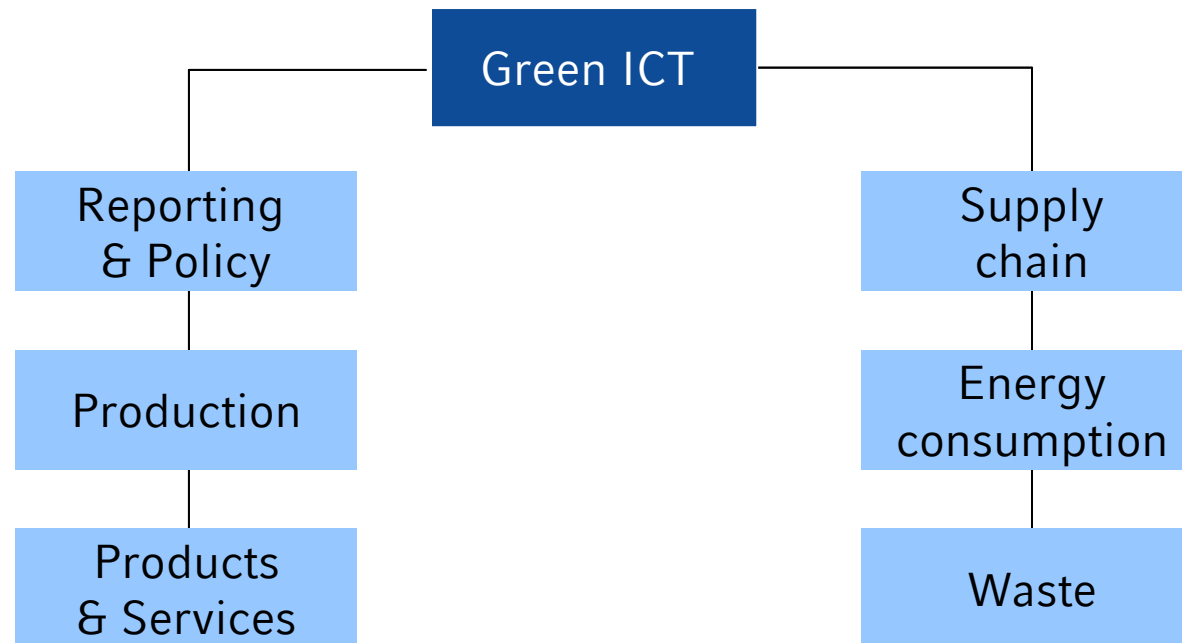 Green ICT
Reporting
& Policy
Supply
chain
Production
Energy
consumption
Products
& Services
Waste